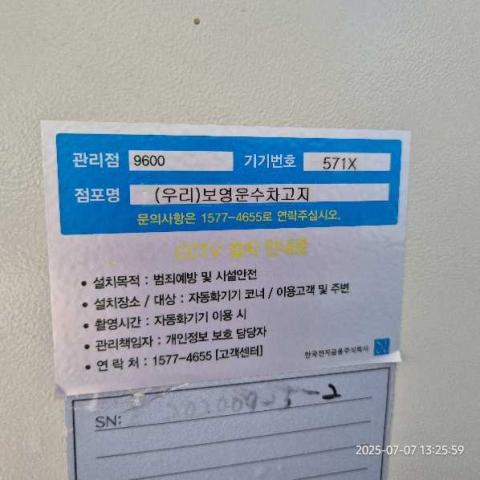 관리점 9600 기기번호 571X
점포명 (우리)보영운수차고지
문의사항은 1577-4655로 연락주십시오.
CCTV 설치 안내문
• 설치목적 : 범죄예방 및 시설안전
• 설치장소 / 대상 : 자동화기기 코너 / 이용고객 및 주변
• 촬영시간 : 자동화기기 이용 시
• 관리책임자 : 개인정보 보호 담당자
• 연 락 처 : 1577-4655 [고객센터]
한국전자금융주식회사
SN:
2025-07-07 13:25:59